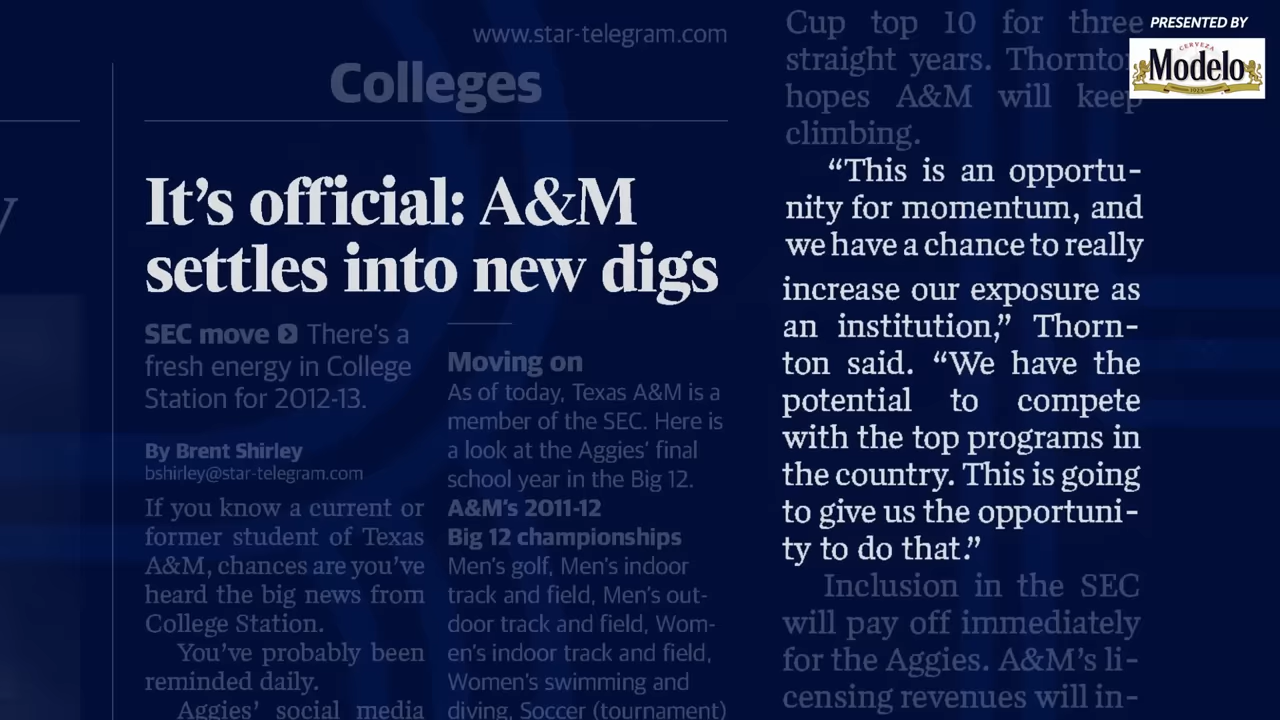 www.star-telegram.com
Colleges
It's official: A&M
settles into new digs
SEC move There's a
fresh energy in College
Station for 2012-13.
By Brent Shirley
bshirley@star-telegram.com
If you know a current or
former student of Texas
A&M, chances are you've
heard the big news from
College Station.
You've probably been
reminded daily.
Aggies' social media
Moving on
As of today, Texas A&M is a
member of the SEC. Here is
a look at the Aggies' final
school year in the Big 12.
A&M's 2011-12
Big 12 championships
Men's golf, Men's indoor
track and field, Men's out-
door track and field, Wom-
en's indoor track and field,
Women's swimming and
diving, Soccer (tournament)
Cup top 10 for three
straight years. Thornton
hopes A&M will keep
climbing.
“This is an opportu-
nity for momentum, and
we have a chance to really
increase our exposure as
an institution,” Thorn-
ton said. “We have the
potential to compete
with the top programs in
the country. This is going
to give us the opportuni-
ty to do that.”
Inclusion in the SEC
will pay off immediately
for the Aggies. A&M's li-
censing revenues will in-
PRESENTED BY
CERVEZA
Modelo
1925